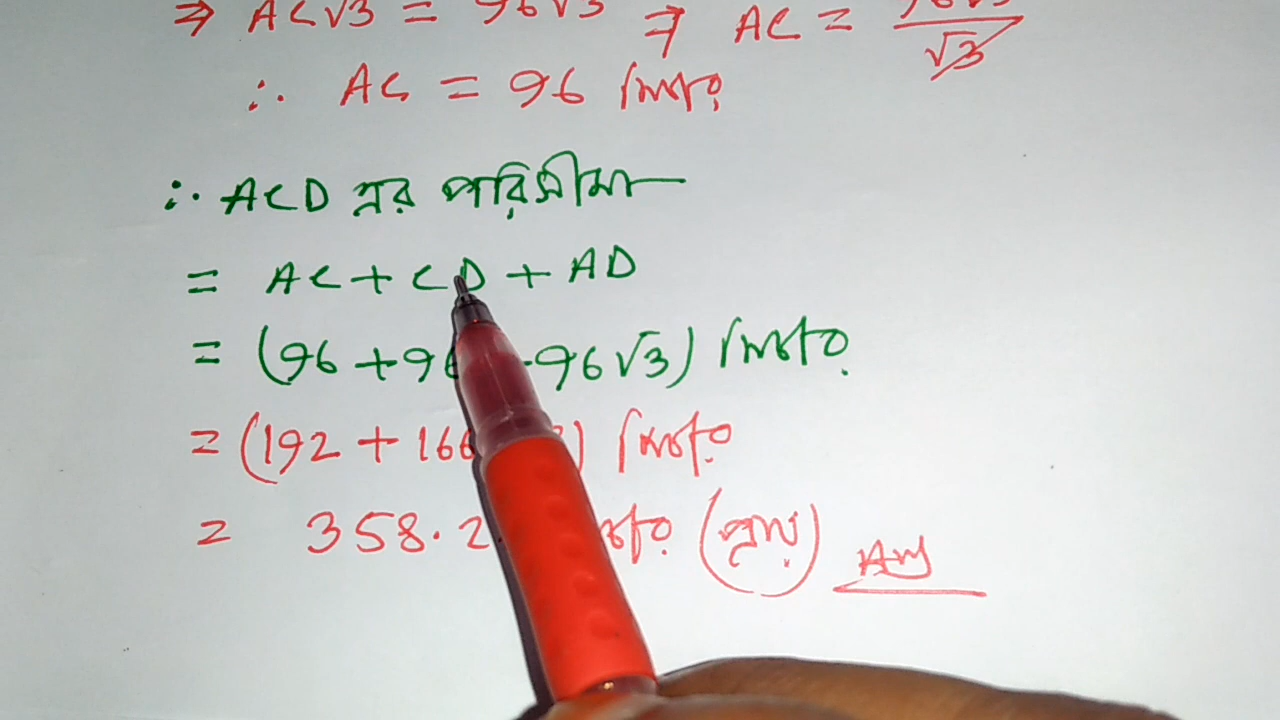 ⇒ AC√3 = 96√3 ⇒ AC = 96√3/√3
∴ AC = 96 মিটার
∴ ACD এর পরিসীমা
= AC + CD + AD
= (96 + 96 96√3) মিটার
= (192 + 166 ) মিটার
= 358.2 (প্রায়) Ans